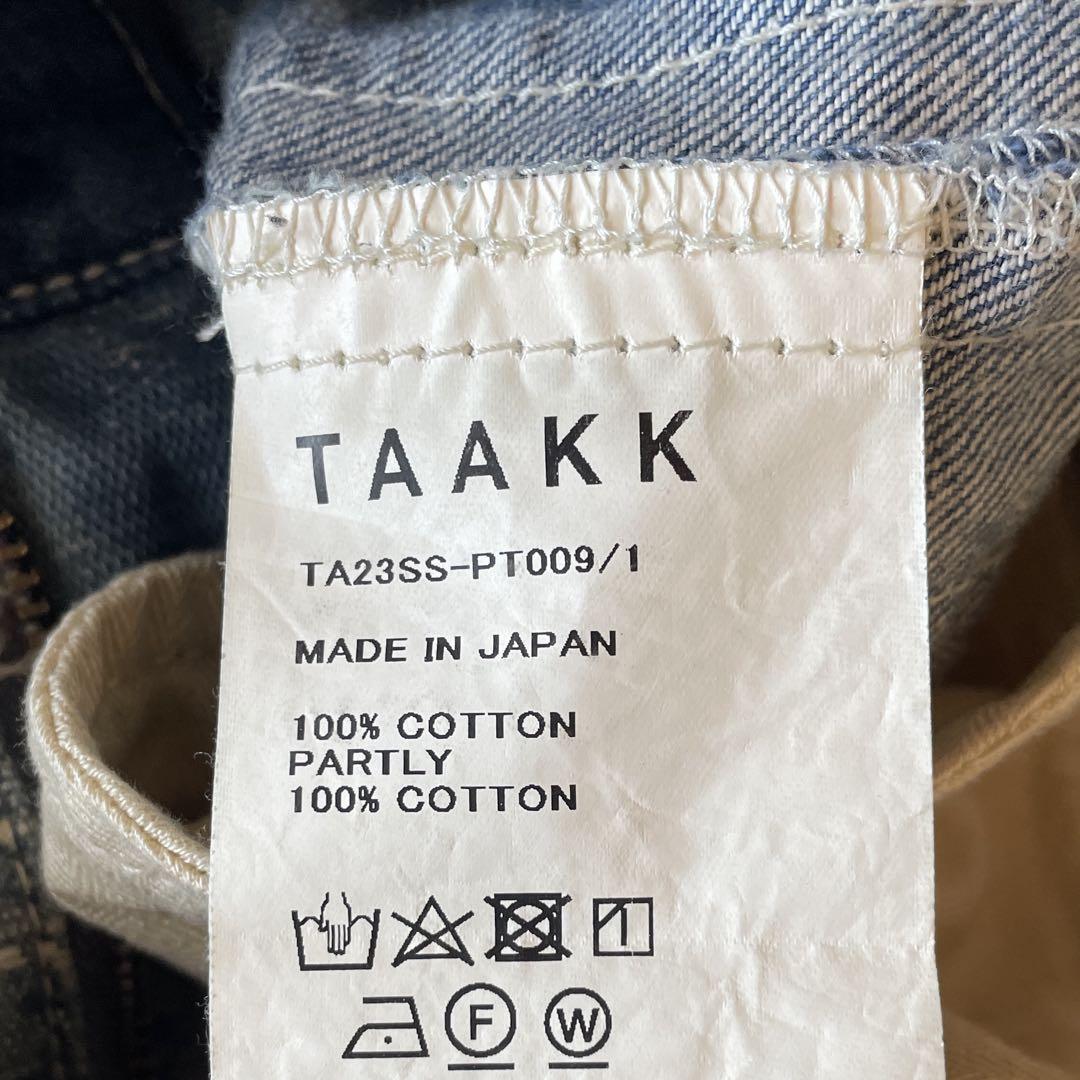 TAAKK
TA23SS-PT009/1
MADE IN JAPAN
100% COTTON
PARTLY
100% COTTON
F W